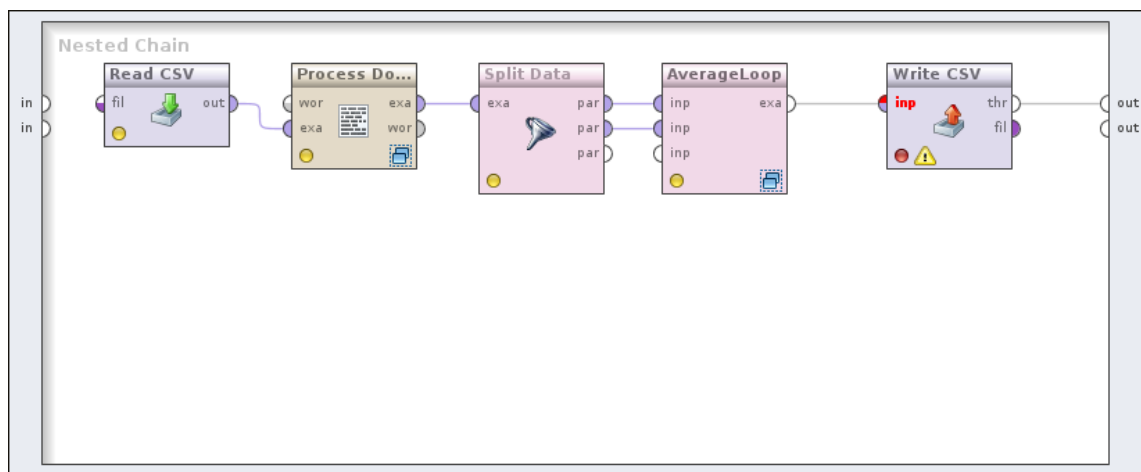 Nested Chain
Read CSV
Process Do...
Split Data
AverageLoop
Write CSV
in
fil
out
wor
exa
exa
par
inp
exa
inp
thr
out
in
exa
wor
par
inp
fil
out
par
inp